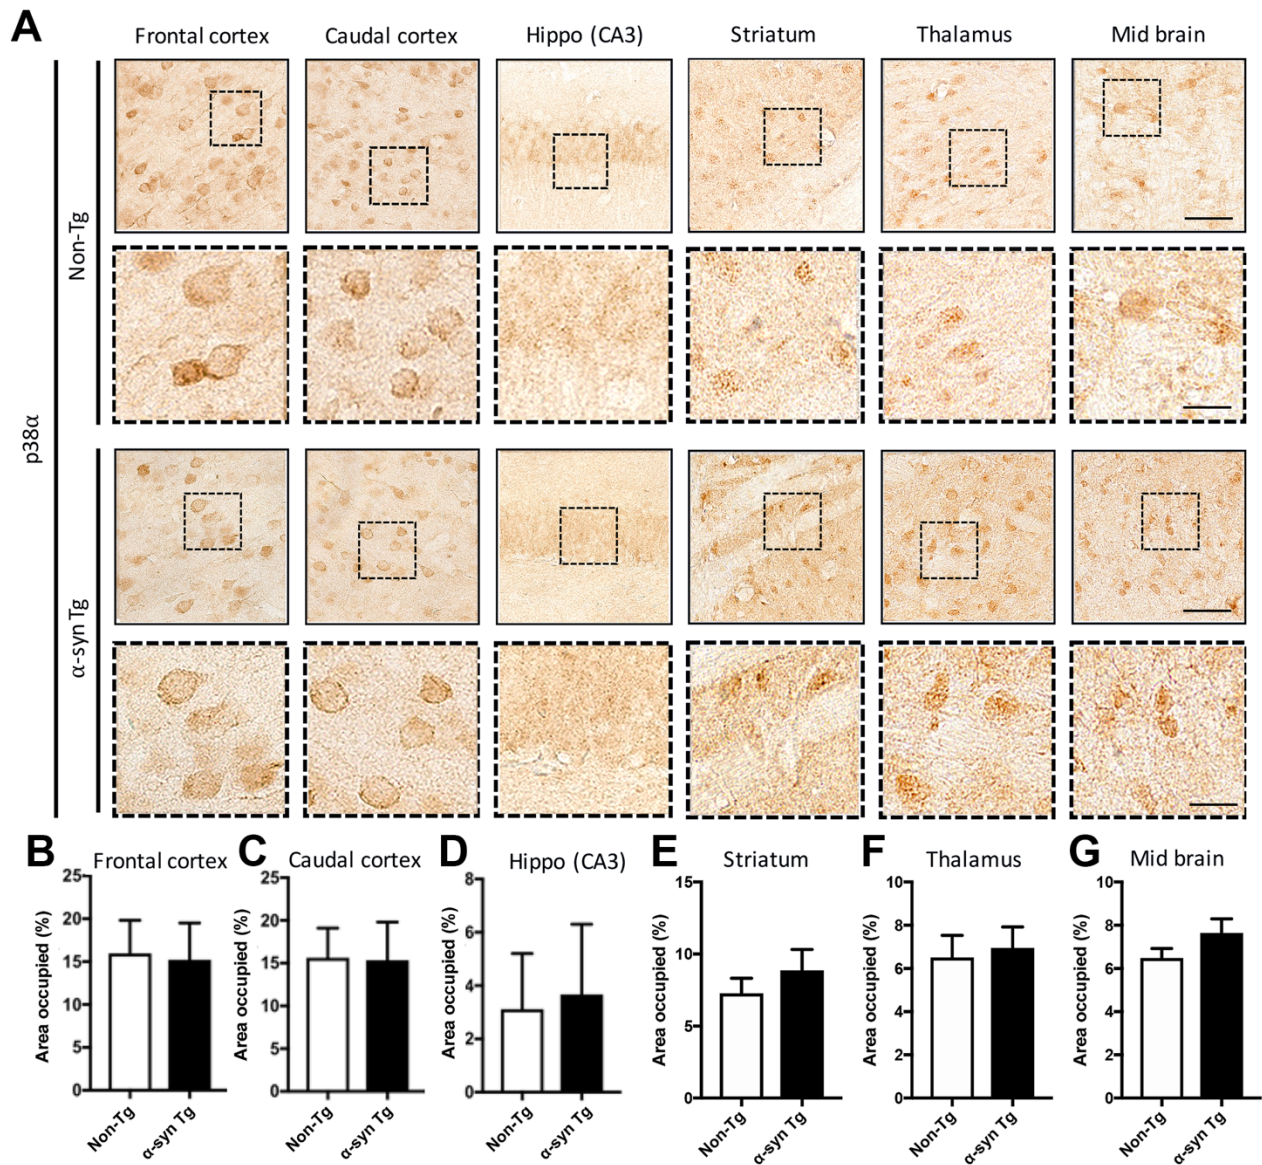 A
Frontal cortex
Caudal cortex
Hippo (CA3)
Striatum
Thalamus
Mid brain
p38α
Non-Tg
α-syn Tg
B
Frontal cortex
Area occupied (%)
25
20
15
10
5
0
Non-Tg
α-syn Tg
C
Caudal cortex
Area occupied (%)
25
20
15
10
5
0
Non-Tg
α-syn Tg
D
Hippo (CA3)
Area occupied (%)
8
6
4
2
0
Non-Tg
α-syn Tg
E
Striatum
Area occupied (%)
15
10
5
0
Non-Tg
α-syn Tg
F
Thalamus
Area occupied (%)
10
8
6
4
2
0
Non-Tg
α-syn Tg
G
Mid brain
Area occupied (%)
10
8
6
4
2
0
Non-Tg
α-syn Tg